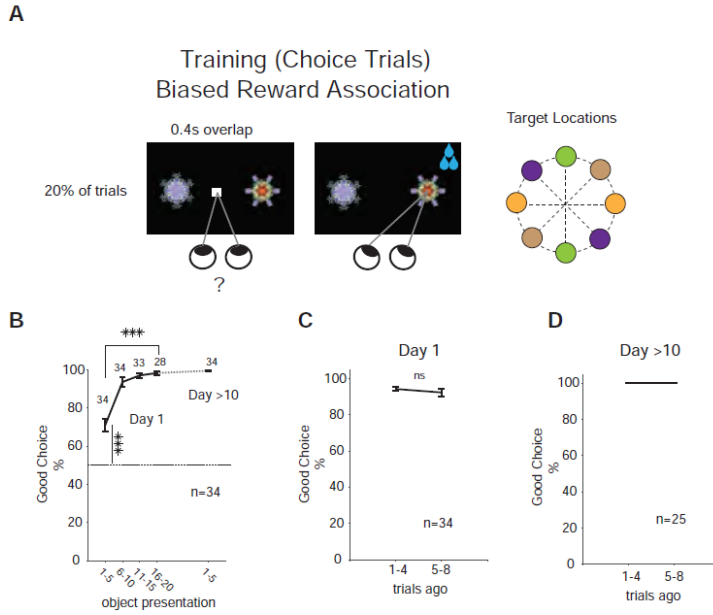 A
Training (Choice Trials)
Biased Reward Association
0.4s overlap
Target Locations
20% of trials
?
B
***
34
34
33
28
34
100
80
60
40
20
0
Good Choice
%
Day 1
Day >10
***
n=34
1-5
6-10
11-15
16-20
1-5
object presentation
C
Day 1
100
80
60
40
20
0
Good Choice
%
ns
n=34
1-4
5-8
trials ago
D
Day >10
100
80
60
40
20
0
Good Choice
%
n=25
1-4
5-8
trials ago